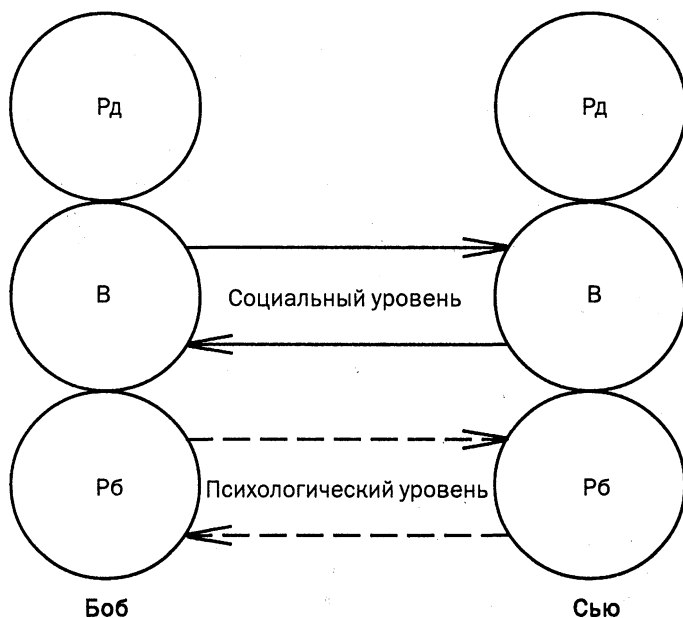 Рд Рд
В В
Социальный уровень
Рб Психологический уровень Рб
Боб Сью